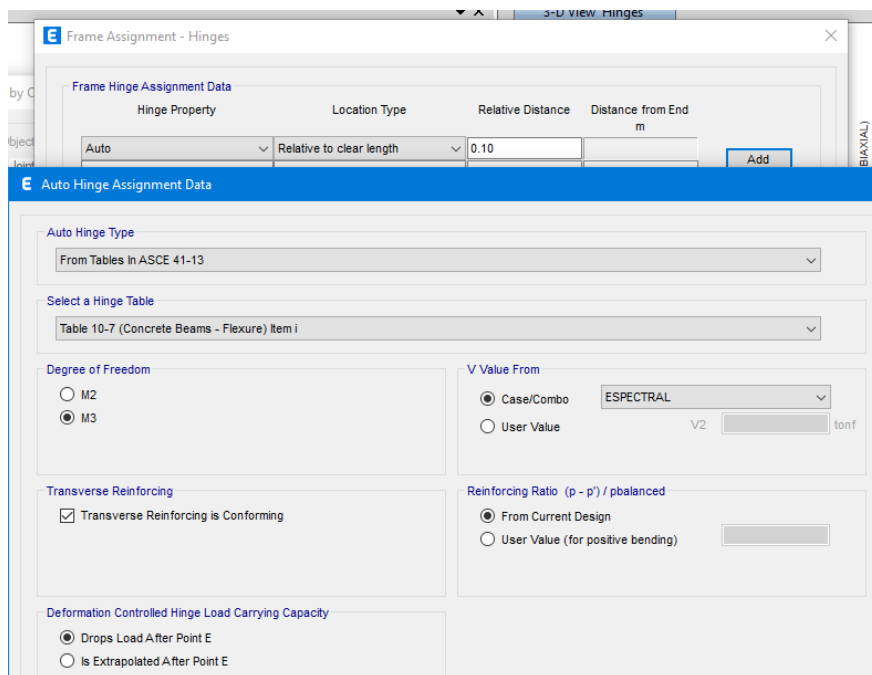 3-D View Hinges
E Frame Assignment - Hinges
by C
Frame Hinge Assignment Data
Hinge Property Location Type Relative Distance Distance from End
m
Object
Auto Relative to clear length 0.10
Add
Joint
BIAXIAL)
E Auto Hinge Assignment Data
Auto Hinge Type
From Tables In ASCE 41-13
Select a Hinge Table
Table 10-7 (Concrete Beams - Flexure) Item i
Degree of Freedom
M2
M3
V Value From
Case/Combo ESPECTRAL
User Value V2 tonf
Transverse Reinforcing
Transverse Reinforcing is Conforming
Reinforcing Ratio (p - p') / pbalanced
From Current Design
User Value (for positive bending)
Deformation Controlled Hinge Load Carrying Capacity
Drops Load After Point E
Is Extrapolated After Point E